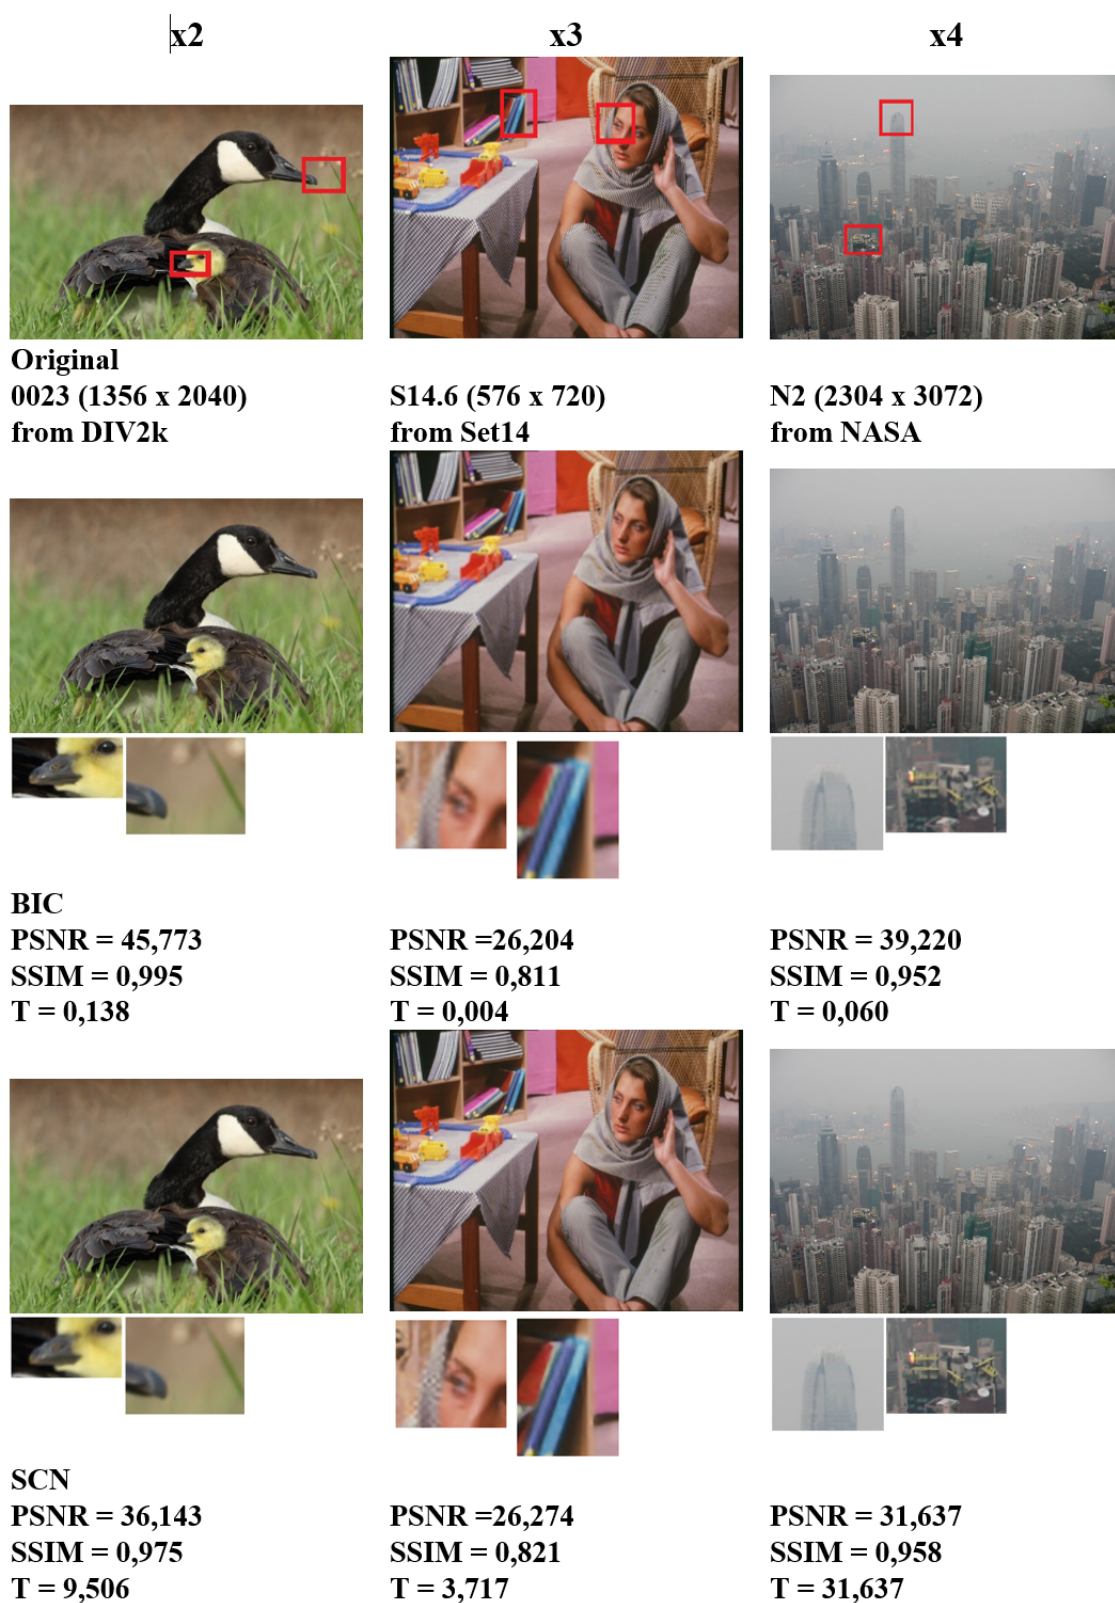 x2 x3 x4
Original
0023 (1356 x 2040) S14.6 (576 x 720) N2 (2304 x 3072)
from DIV2k from Set14 from NASA
BIC
PSNR = 45,773 PSNR =26,204 PSNR = 39,220
SSIM = 0,995 SSIM = 0,811 SSIM = 0,952
T = 0,138 T = 0,004 T = 0,060
SCN
PSNR = 36,143 PSNR =26,274 PSNR = 31,637
SSIM = 0,975 SSIM = 0,821 SSIM = 0,958
T = 9,506 T = 3,717 T = 31,637